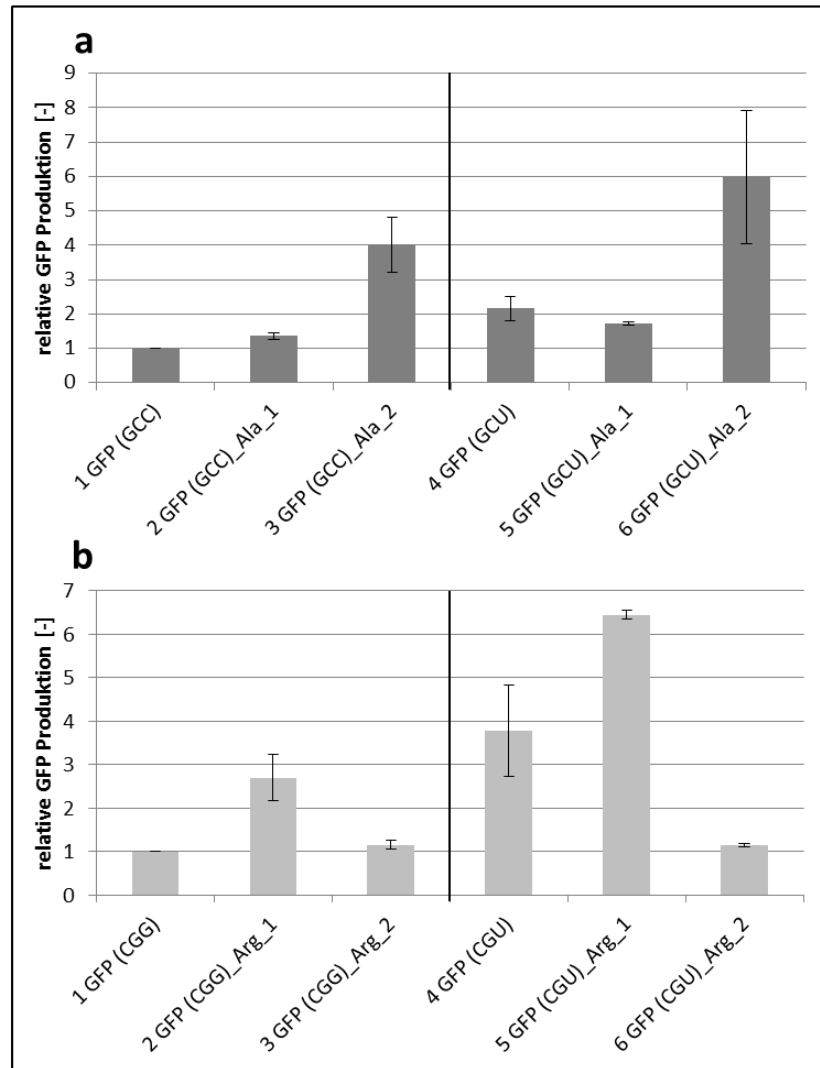 a
relative GFP Produktion [-]
9
8
7
6
5
4
3
2
1
0
1 GFP (GCC)
2 GFP (GCC)_Ala_1
3 GFP (GCC)_Ala_2
4 GFP (GCU)
5 GFP (GCU)_Ala_1
6 GFP (GCU)_Ala_2
b
relative GFP Produktion [-]
7
6
5
4
3
2
1
0
1 GFP (CGG)
2 GFP (CGG)_Arg_1
3 GFP (CGG)_Arg_2
4 GFP (CGU)
5 GFP (CGU)_Arg_1
6 GFP (CGU)_Arg_2